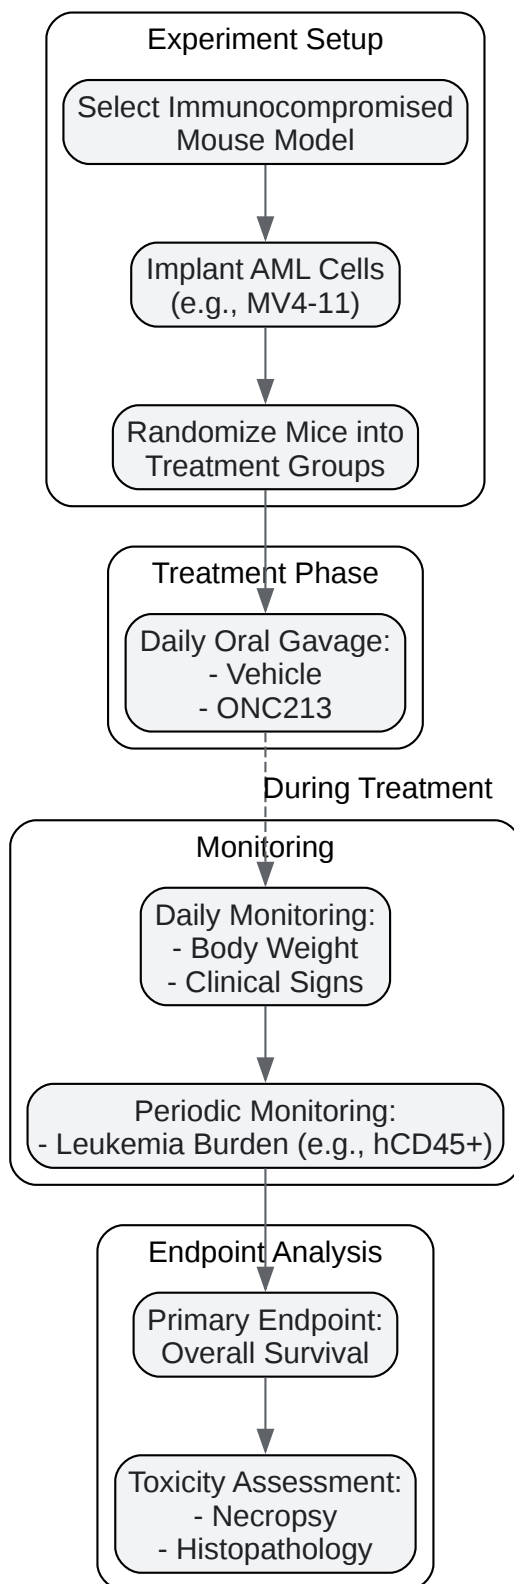 Experiment Setup
Select Immunocompromised
Mouse Model
Implant AML Cells
(e.g., MV4-11)
Randomize Mice into
Treatment Groups
Treatment Phase
Daily Oral Gavage:
- Vehicle
- ONC213
During Treatment
Monitoring
Daily Monitoring:
- Body Weight
- Clinical Signs
Periodic Monitoring:
- Leukemia Burden (e.g., hCD45+)
Endpoint Analysis
Primary Endpoint:
Overall Survival
Toxicity Assessment:
- Necropsy
- Histopathology